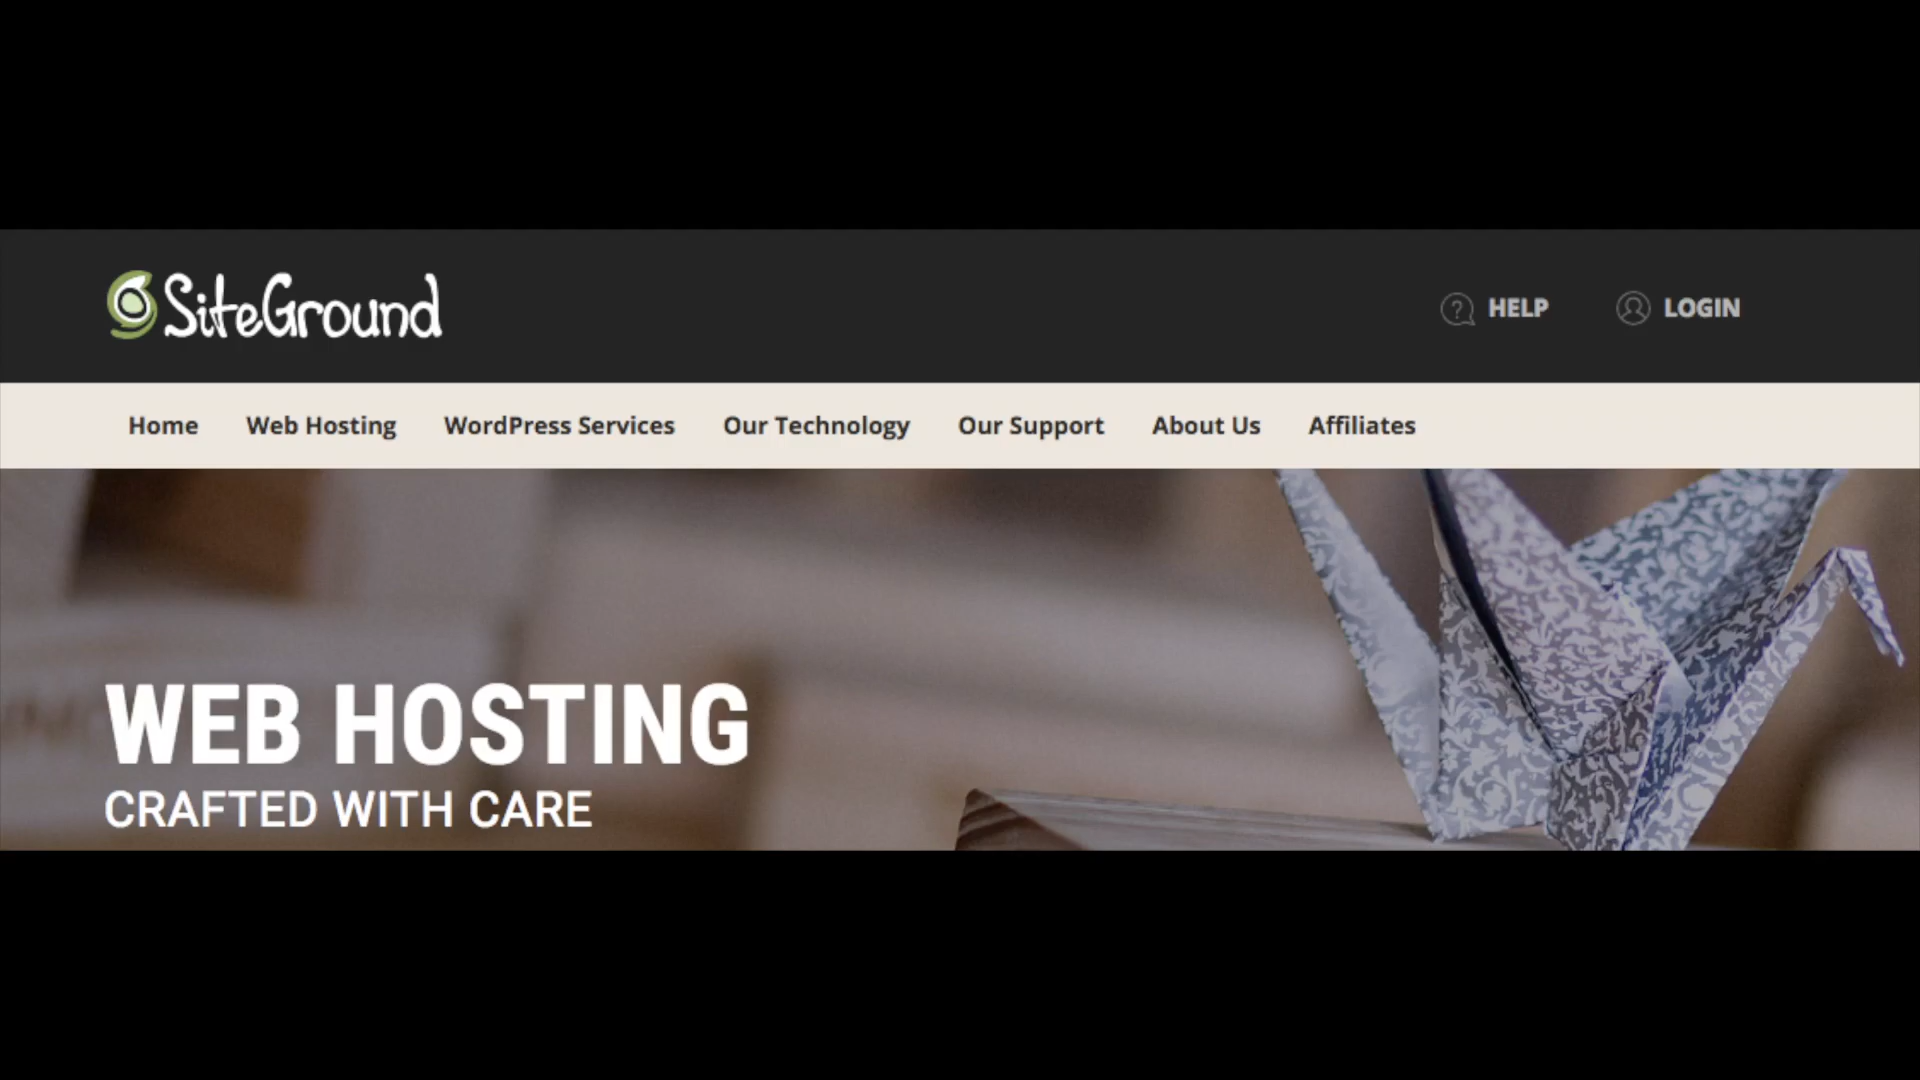 SiteGround
HELP
LOGIN
Home Web Hosting WordPress Services Our Technology Our Support About Us Affiliates
WEB HOSTING
CRAFTED WITH CARE